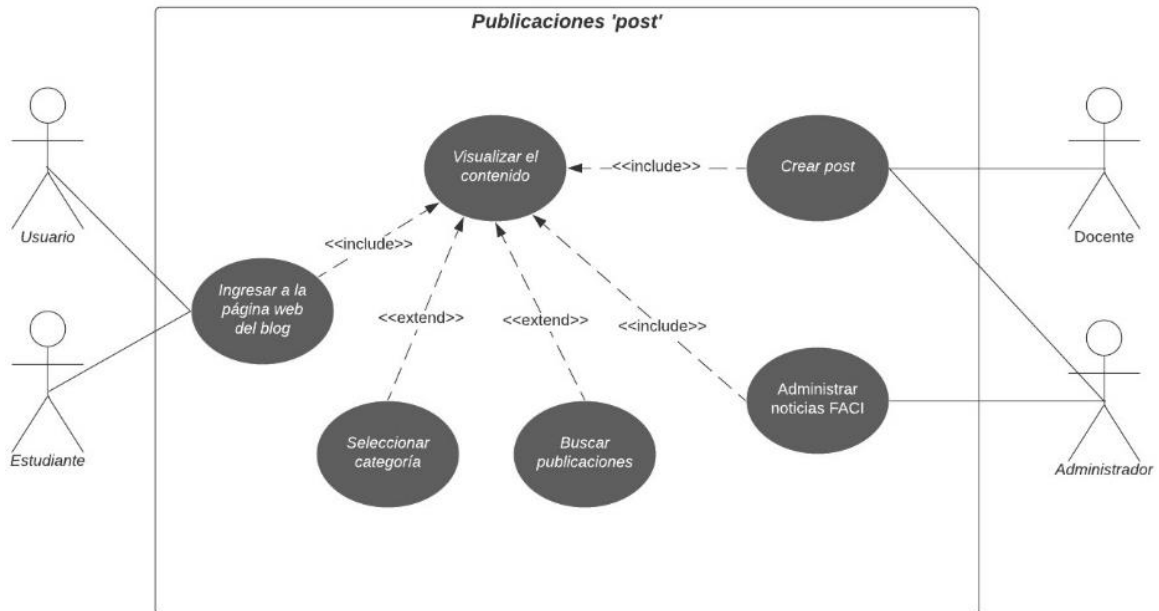 Publicaciones 'post'
Usuario
Estudiante
Ingresar a la
página web
del blog
<<include>>
Visualizar el
contenido
<<extend>>
<<extend>>
<<include>>
<<include>>
Seleccionar
categoría
Buscar
publicaciones
Crear post
Administrar
noticias FACI
Docente
Administrador